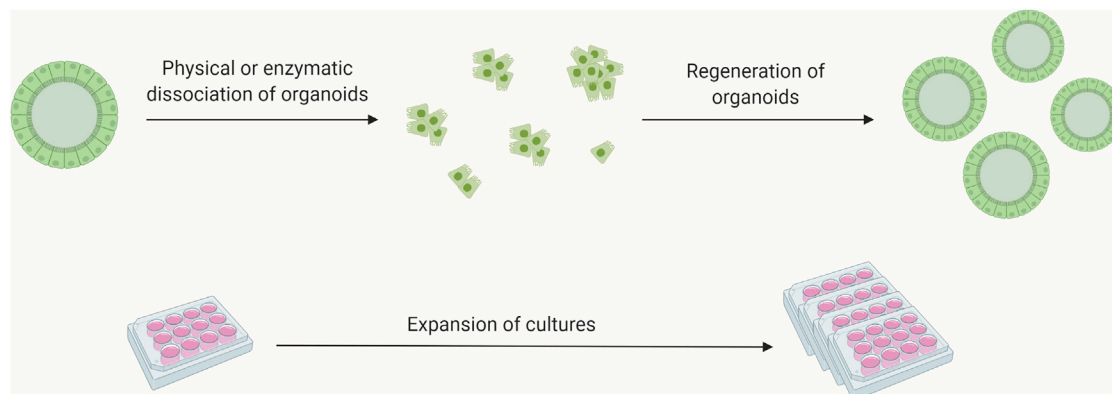 Physical or enzymatic
dissociation of organoids
Regeneration of
organoids
Expansion of cultures